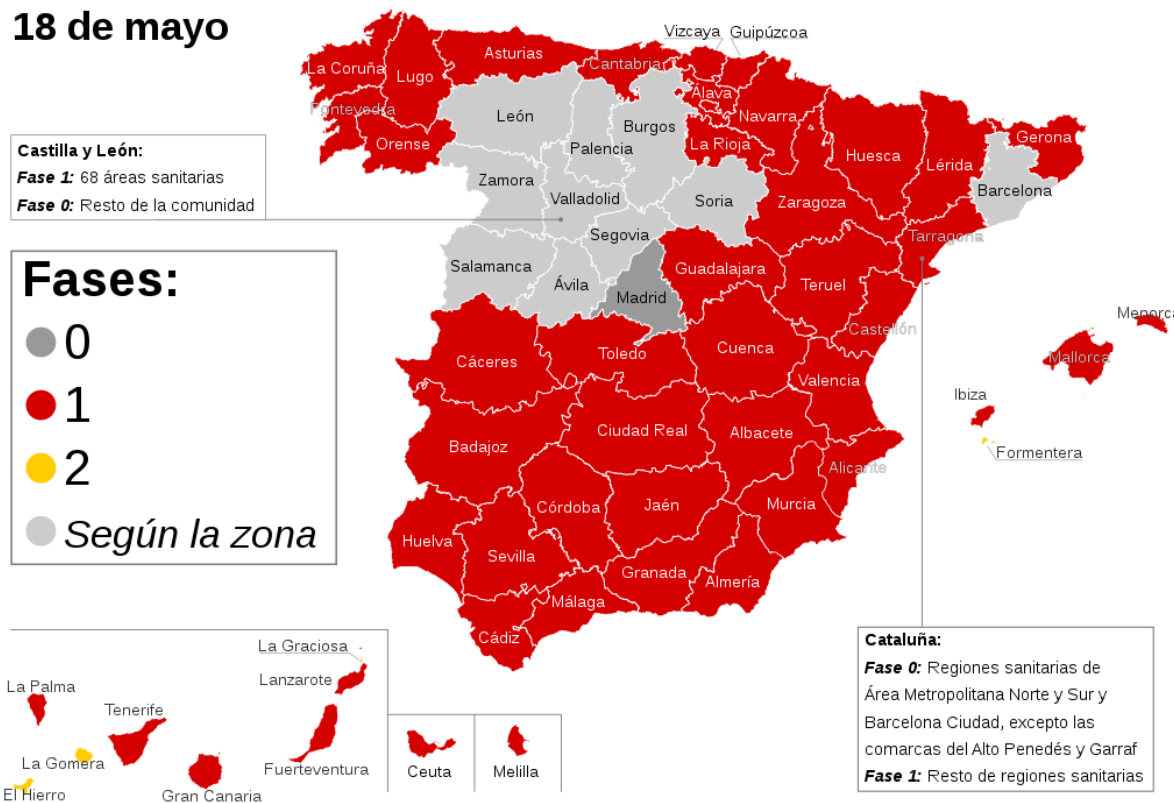 18 de mayo
Vizcaya
Guipúzcoa
Asturias
Cantabria
La Coruña
Lugo
Álava
Pontevedra
León
Burgos
Navarra
Orense
Palencia
La Rioja
Huesca
Lérida
Gerona
Castilla y León:
Fase 1: 68 áreas sanitarias
Fase 0: Resto de la comunidad
Zamora
Valladolid
Soria
Zaragoza
Barcelona
Segovia
Tarragona
Salamanca
Ávila
Madrid
Guadalajara
Teruel
Fases:
0
1
2
Según la zona
Menorca
Castellón
Cáceres
Toledo
Cuenca
Mallorca
Valencia
Ibiza
Badajoz
Ciudad Real
Albacete
Formentera
Alicante
Córdoba
Jaén
Murcia
Huelva
Sevilla
Granada
Almería
Málaga
Cádiz
La Graciosa
Lanzarote
La Palma
Tenerife
La Gomera
Fuerteventura
El Hierro
Gran Canaria
Ceuta
Melilla
Cataluña:
Fase 0: Regiones sanitarias de
Área Metropolitana Norte y Sur y
Barcelona Ciudad, excepto las
comarcas del Alto Penedés y Garraf
Fase 1: Resto de regiones sanitarias